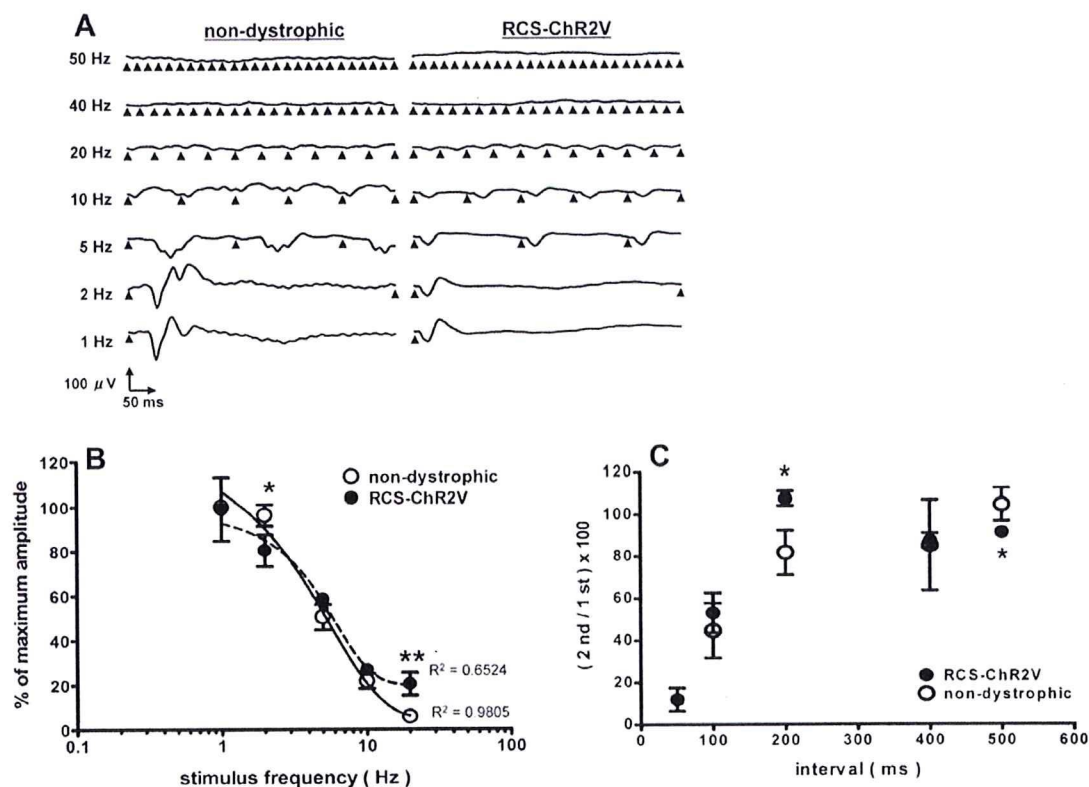 A
non-dystrophic
RCS-ChR2V
50 Hz
40 Hz
20 Hz
10 Hz
5 Hz
2 Hz
1 Hz
100 μV
50 ms
B
non-dystrophic
RCS-ChR2V
% of maximum amplitude
120
100
80
60
40
20
0
*
**
R² = 0.6524
R² = 0.9805
0.1
1
10
100
stimulus frequency ( Hz )
C
( 2 nd / 1 st ) x 100
120
100
80
60
40
20
0
*
*
RCS-ChR2V
non-dystrophic
0
100
200
300
400
500
600
interval ( ms )